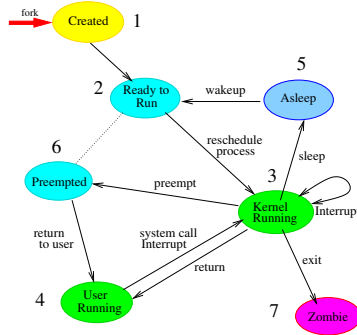 fork
Created
1
2
Ready to
Run
wakeup
5
Asleep
reschedule
process
6
Preempted
preempt
sleep
3
Kernel
Running
Interrup
return
to user
system call
Interrupt
return
exit
4
User
Running
7
Zombie